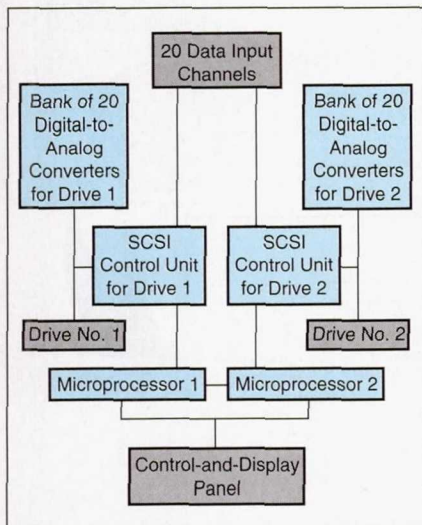 20 Data Input
Channels
Bank of 20
Digital-to-
Analog
Converters
for Drive 1
Bank of 20
Digital-to-
Analog
Converters
for Drive 2
SCSI
Control Unit
for Drive 1
SCSI
Control Unit
for Drive 2
Drive No. 1
Drive No. 2
Microprocessor 1
Microprocessor 2
Control-and-Display
Panel